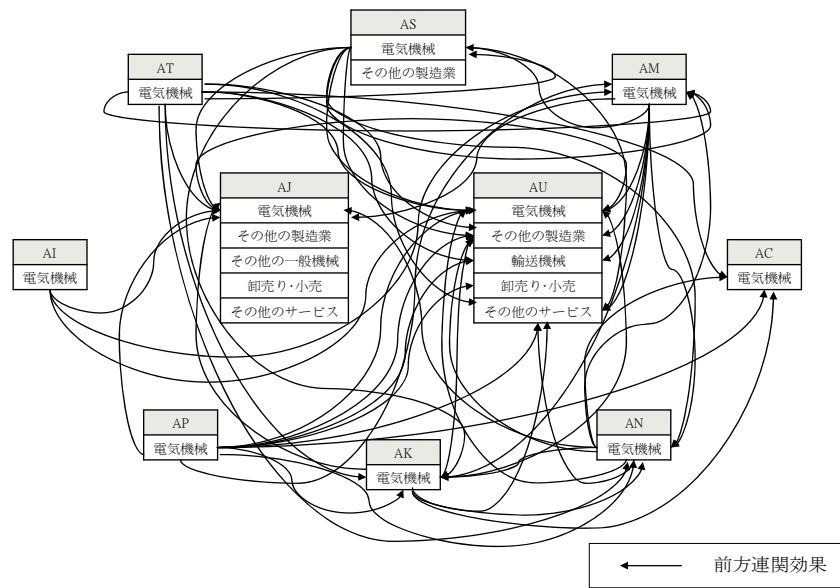 AS
電気機械
その他の製造業
AT
電気機械
AM
電気機械
AJ
電気機械
その他の製造業
その他の一般機械
卸売り・小売
その他のサービス
AU
電気機械
その他の製造業
輸送機械
卸売り・小売
その他のサービス
AI
電気機械
AC
電気機械
AP
電気機械
AK
電気機械
AN
電気機械
前方連関効果